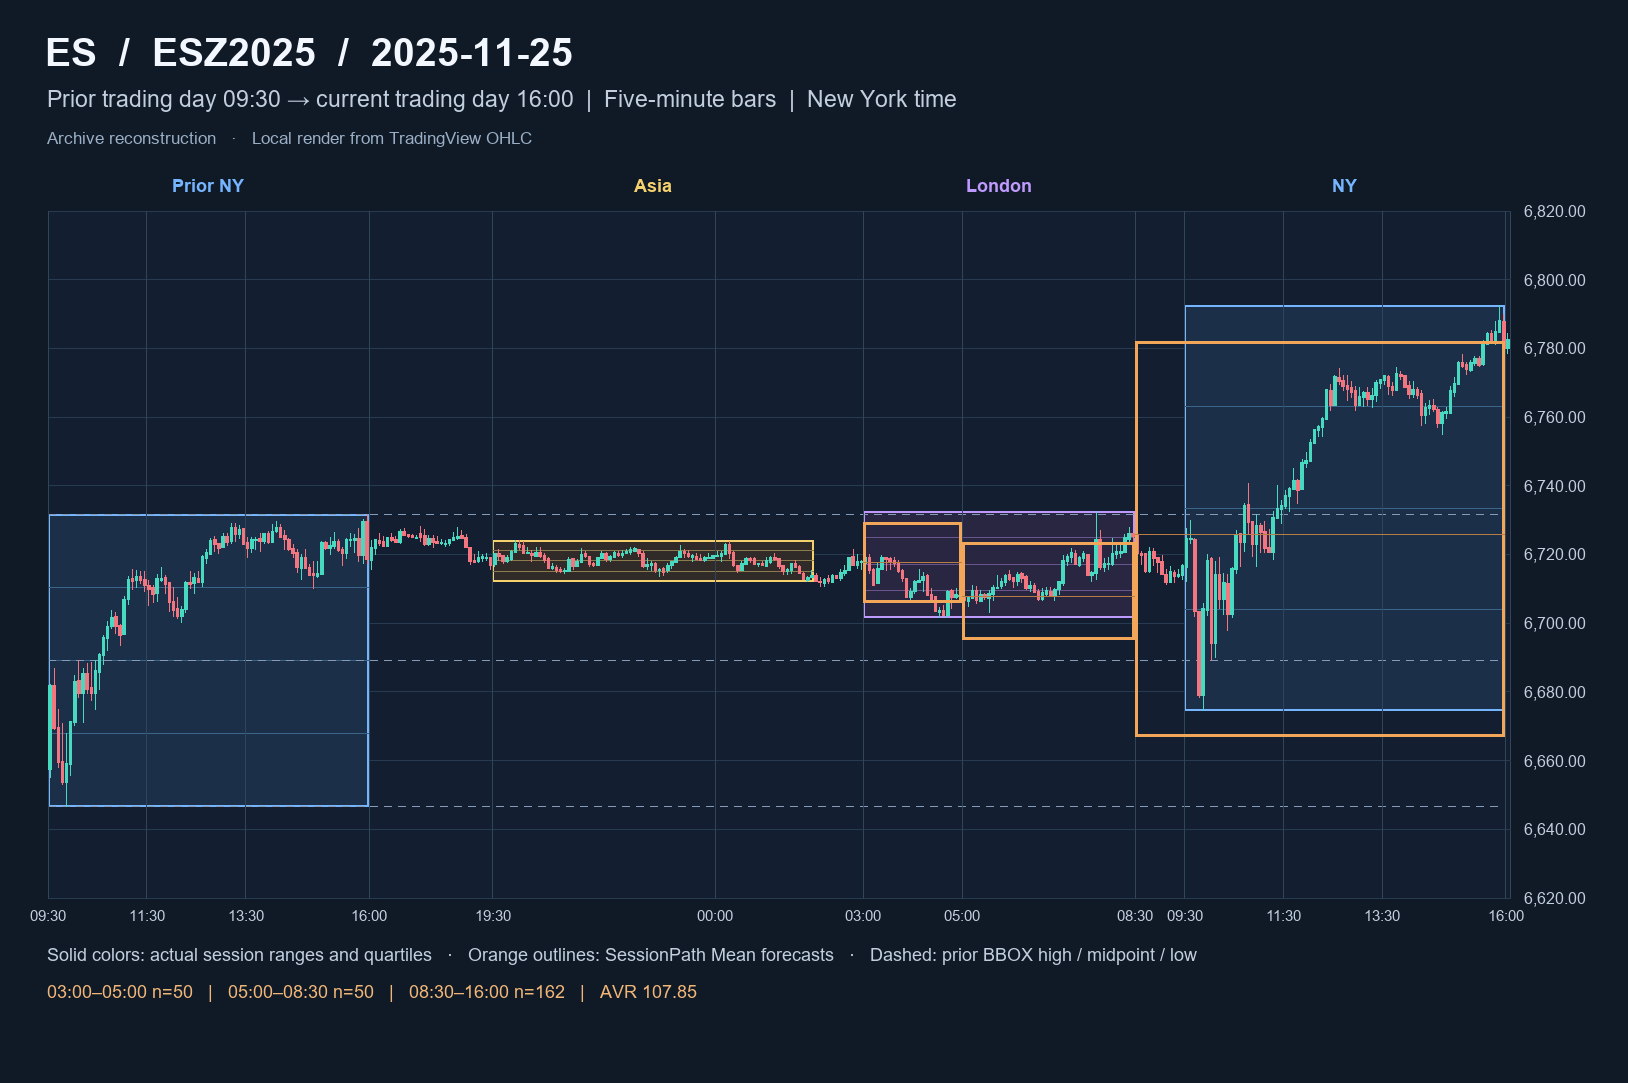 ES / ESZ2025 / 2025-11-25
Prior trading day 09:30 → current trading day 16:00 | Five-minute bars | New York time
Archive reconstruction · Local render from TradingView OHLC
Prior NY Asia London NY
6,820.00
6,800.00
6,780.00
6,760.00
6,740.00
6,720.00
6,700.00
6,680.00
6,660.00
6,640.00
6,620.00
09:30 11:30 13:30 16:00 19:30 00:00 03:00 05:00 08:30 09:30 11:30 13:30 16:00
Solid colors: actual session ranges and quartiles · Orange outlines: SessionPath Mean forecasts · Dashed: prior BBOX high / midpoint / low
03:00–05:00 n=50 | 05:00–08:30 n=50 | 08:30–16:00 n=162 | AVR 107.85